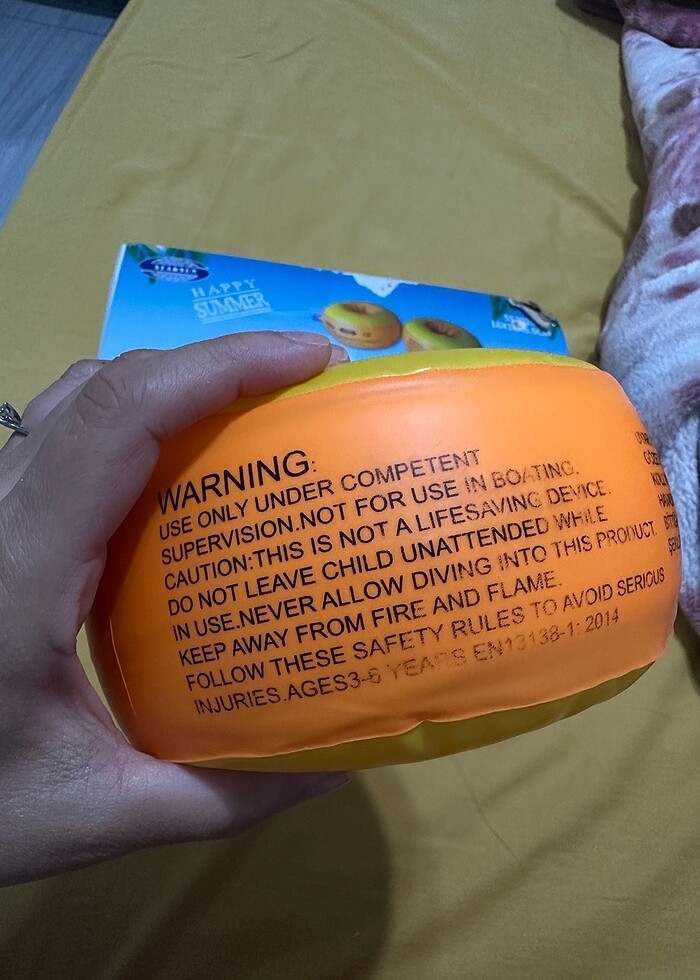 HAPPY
SUMMER
WARNING:
USE ONLY UNDER COMPETENT
SUPERVISION.NOT FOR USE IN BOATING.
CAUTION:THIS IS NOT A LIFESAVING DEVICE.
DO NOT LEAVE CHILD UNATTENDED WHILE
IN USE.NEVER ALLOW DIVING INTO THIS PRODUCT.
KEEP AWAY FROM FIRE AND FLAME.
FOLLOW THESE SAFETY RULES TO AVOID SERIOUS
INJURIES.AGES3-6 YEARS EN13138-1: 2014